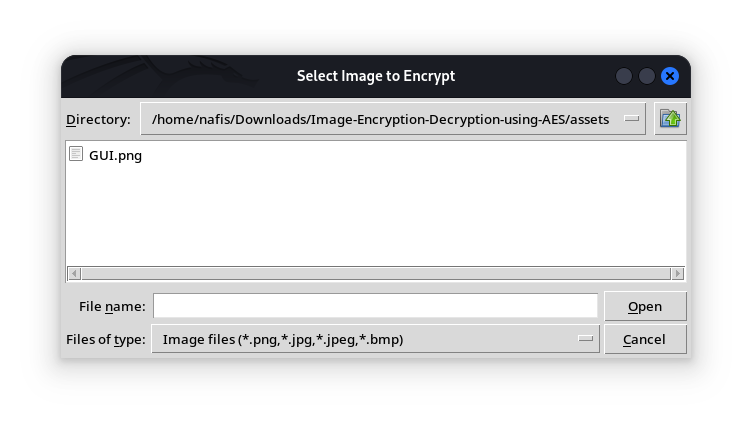 Select Image to Encrypt
Directory: /home/nafis/Downloads/Image-Encryption-Decryption-using-AES/assets
GUI.png
File name: Open
Files of type: Image files (*.png,*.jpg,*.jpeg,*.bmp) Cancel